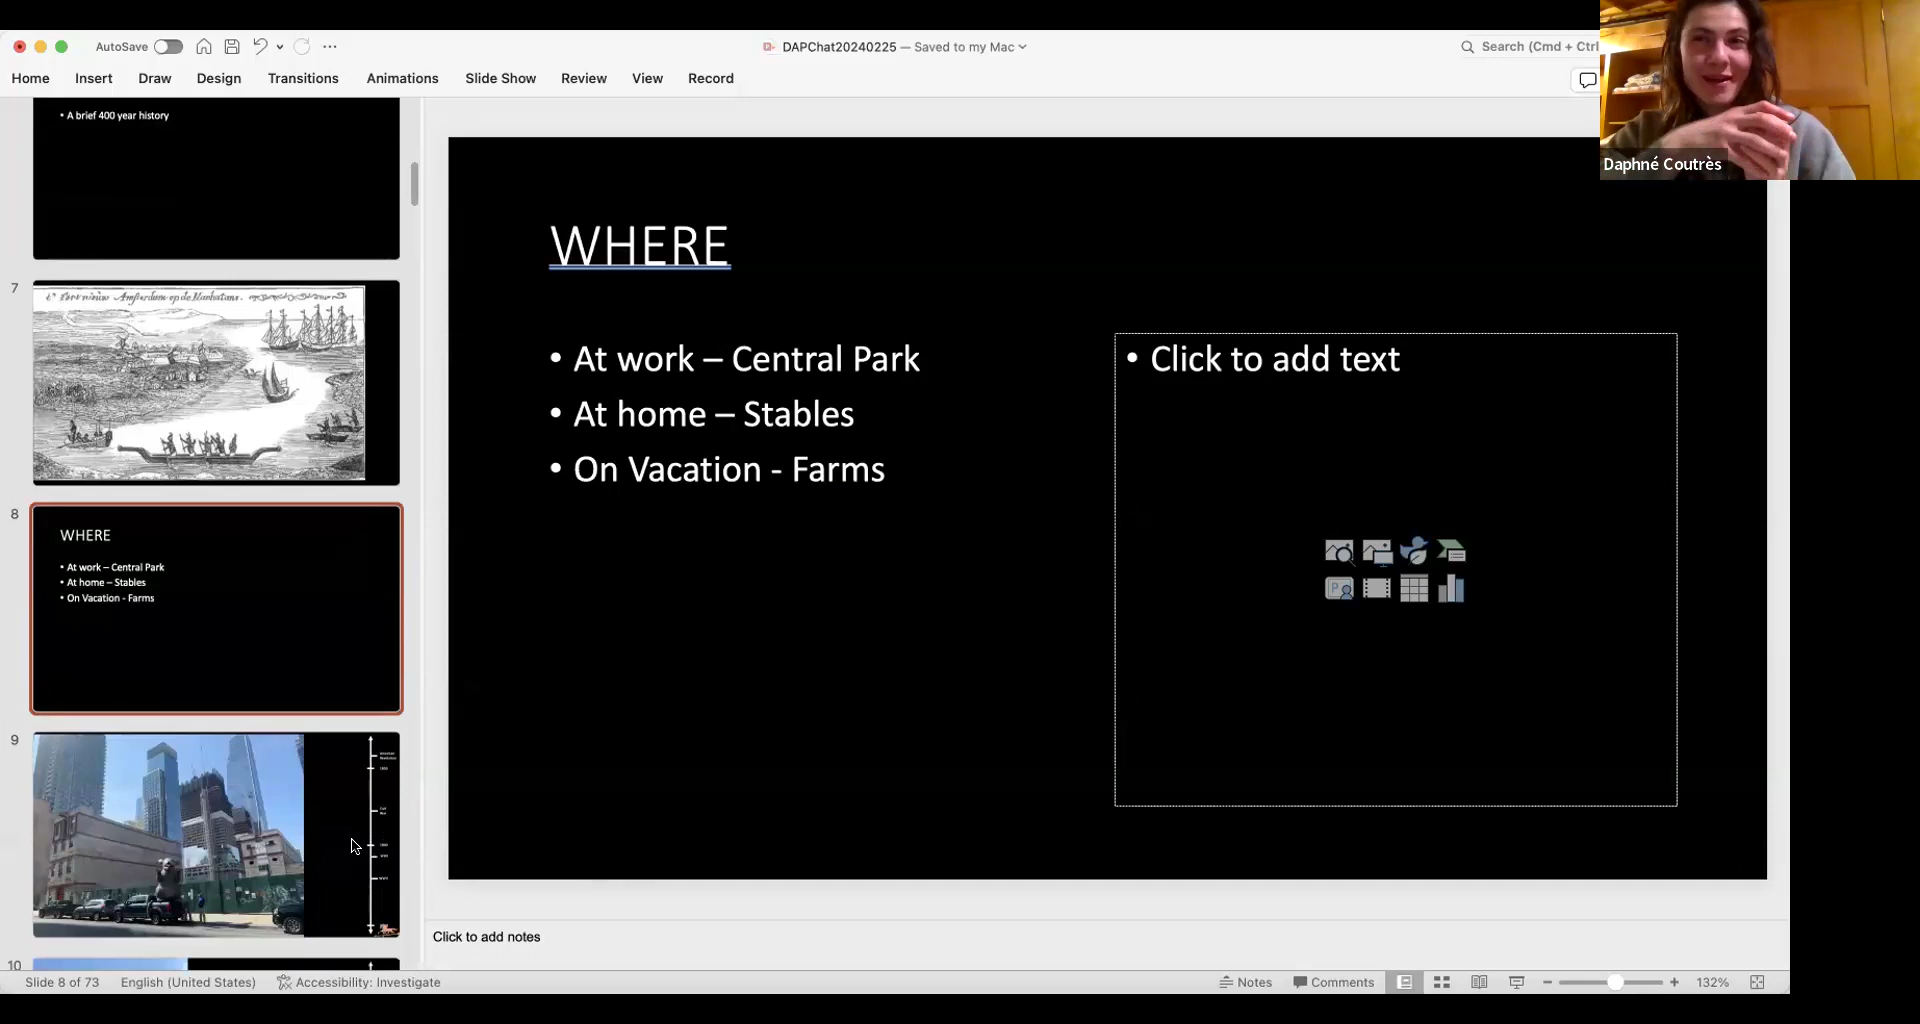 AutoSave
DAPChat20240225 — Saved to my Mac
Search (Cmd + Ctrl
Home
Insert
Draw
Design
Transitions
Animations
Slide Show
Review
View
Record
Daphné Coutrès
• A brief 400 year history
7
8
WHERE
• At work – Central Park
• At home – Stables
• On Vacation - Farms
9
10
WHERE
• At work – Central Park
• At home – Stables
• On Vacation - Farms
• Click to add text
Click to add notes
Slide 8 of 73
English (United States)
Accessibility: Investigate
Notes
Comments
132%